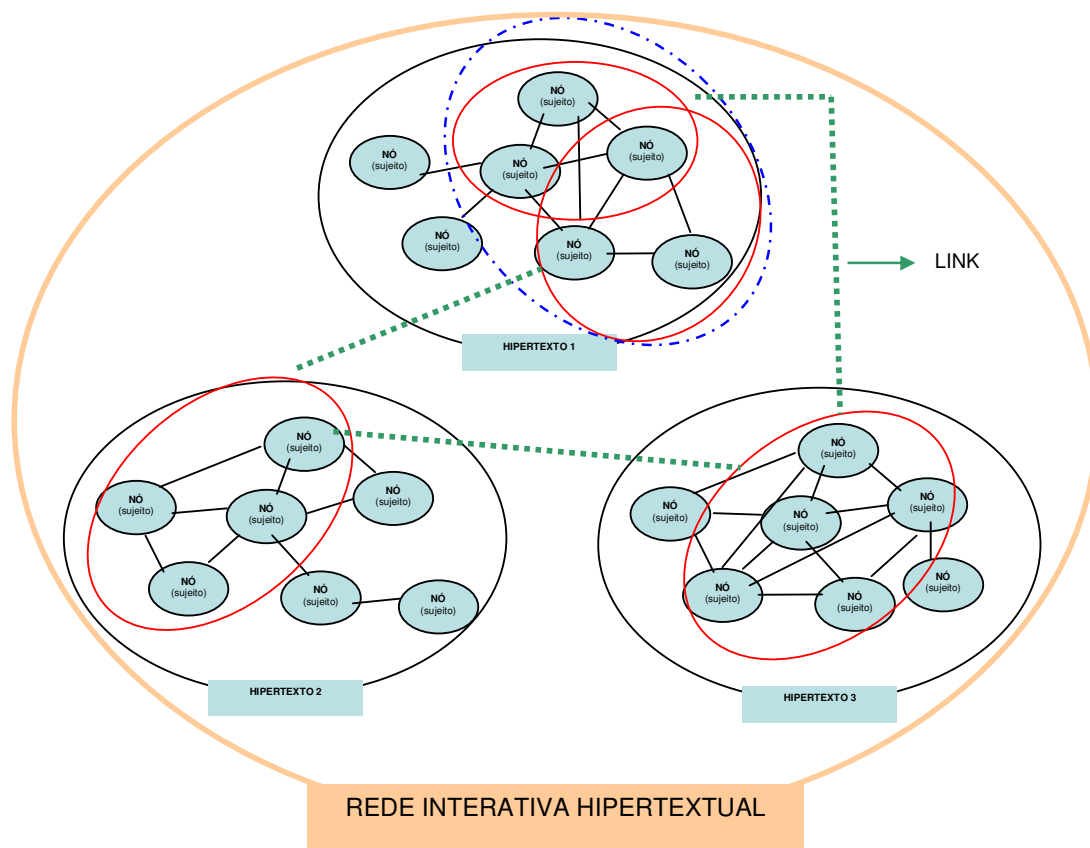 NÓ
(sujeito)
NÓ
(sujeito)
NÓ
(sujeito)
NÓ
(sujeito)
NÓ
(sujeito)
NÓ
(sujeito)
NÓ
(sujeito)
LINK
HIPERTEXTO 1
NÓ
(sujeito)
NÓ
(sujeito)
NÓ
(sujeito)
NÓ
(sujeito)
NÓ
(sujeito)
NÓ
(sujeito)
NÓ
(sujeito)
HIPERTEXTO 2
NÓ
(sujeito)
NÓ
(sujeito)
NÓ
(sujeito)
NÓ
(sujeito)
NÓ
(sujeito)
NÓ
(sujeito)
NÓ
(sujeito)
HIPERTEXTO 3
REDE INTERATIVA HIPERTEXTUAL